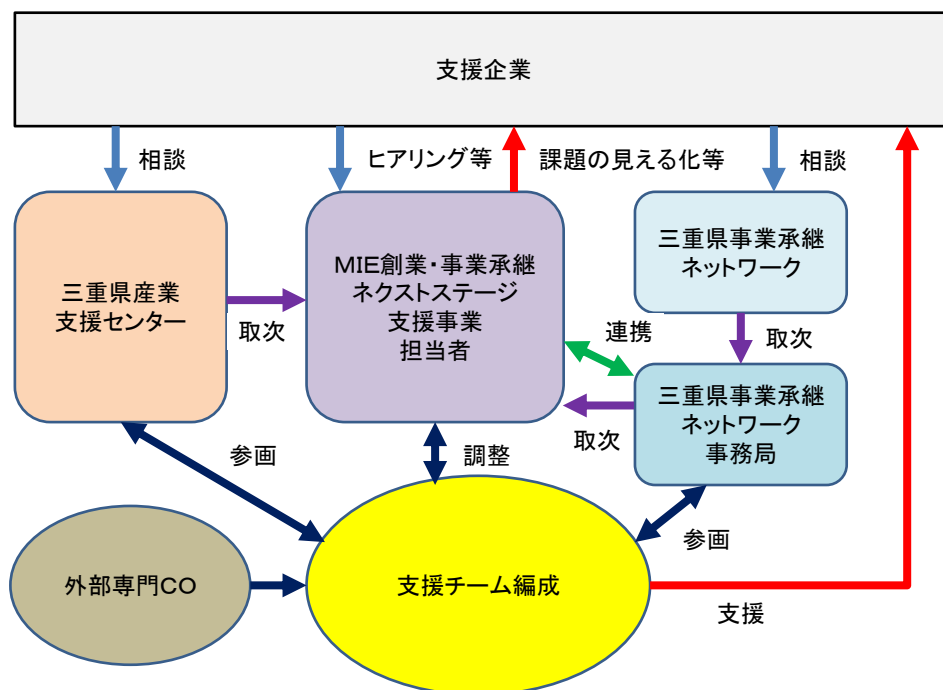 支援企業
相談
ヒアリング等
課題の見える化等
相談
三重県産業
支援センター
取次
MIE創業・事業承継
ネクストステージ
支援事業
担当者
三重県事業承継
ネットワーク
取次
連携
三重県事業承継
ネットワーク
事務局
取次
参画
調整
参画
外部専門CO
支援チーム編成
支援